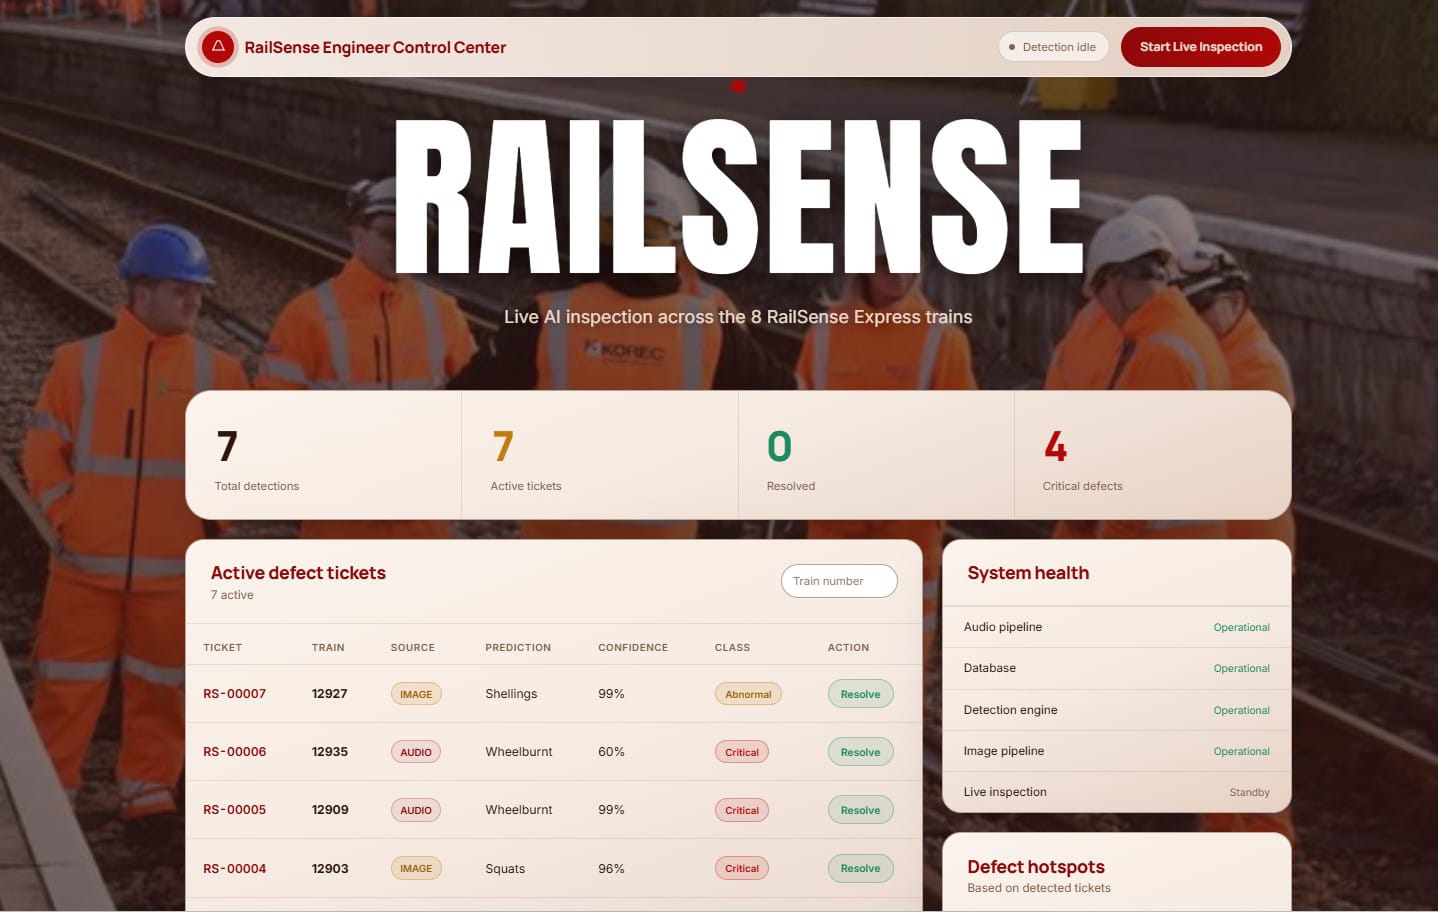 RailSense Engineer Control Center
Detection idle
Start Live Inspection
RAILSENSE
Live AI inspection across the 8 RailSense Express trains
KOREC
7
Total detections
7
Active tickets
0
Resolved
4
Critical defects
Active defect tickets
7 active
Train number
TICKET TRAIN SOURCE PREDICTION CONFIDENCE CLASS ACTION
RS-00007 12927 IMAGE Shellings 99% Abnormal Resolve
RS-00006 12935 AUDIO Wheelburnt 60% Critical Resolve
RS-00005 12909 AUDIO Wheelburnt 99% Critical Resolve
RS-00004 12903 IMAGE Squats 96% Critical Resolve
System health
Audio pipeline Operational
Database Operational
Detection engine Operational
Image pipeline Operational
Live inspection Standby
Defect hotspots
Based on detected tickets